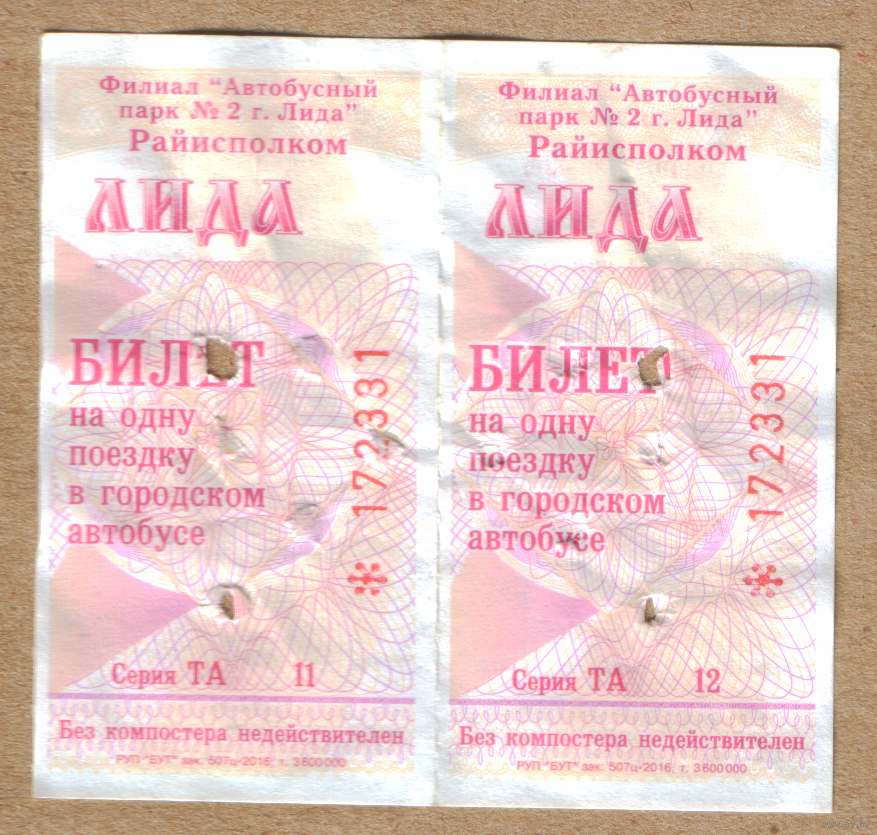 Филиал "Автобусный
парк № 2 г. Лида"
Райисполком
ЛИДА
БИЛЕТ
на одну
поездку
в городском
автобусе
172331
Серия ТА 11
Без компостера недействителен
РУП "БУТ" зак. 507ц-2016, т. 3600000
Филиал "Автобусный
парк № 2 г. Лида"
Райисполком
ЛИДА
БИЛЕТ
на одну
поездку
в городском
автобусе
172331
Серия ТА 12
Без компостера недействителен
РУП "БУТ" зак. 507ц-2016, т. 3600000